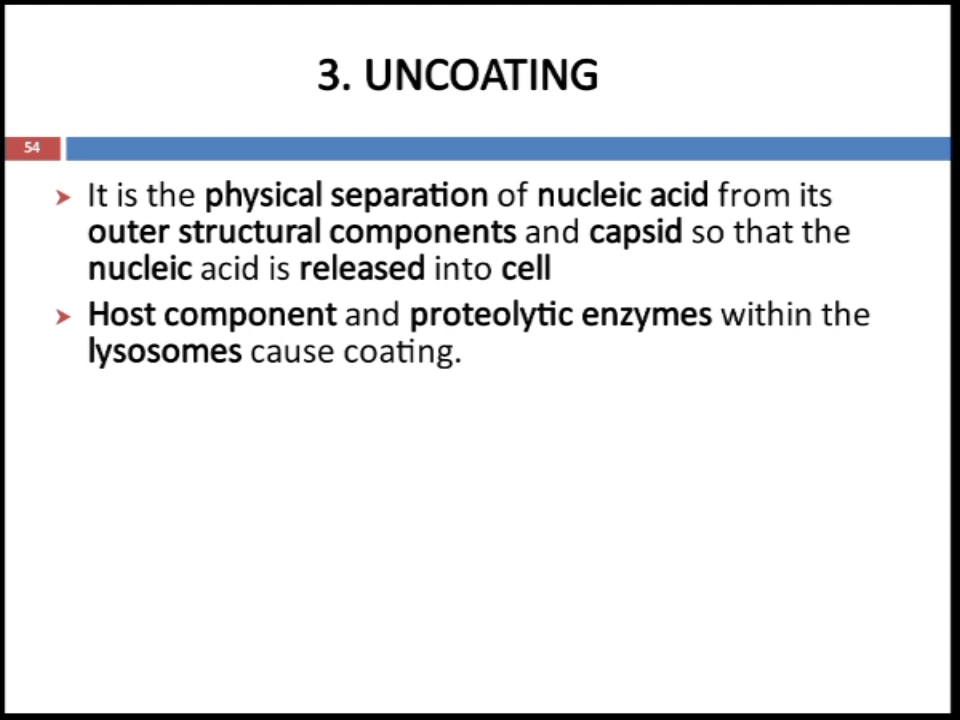 3. UNCOATING
54
➤ It is the physical separation of nucleic acid from its
outer structural components and capsid so that the
nucleic acid is released into cell
➤ Host component and proteolytic enzymes within the
lysosomes cause coating.